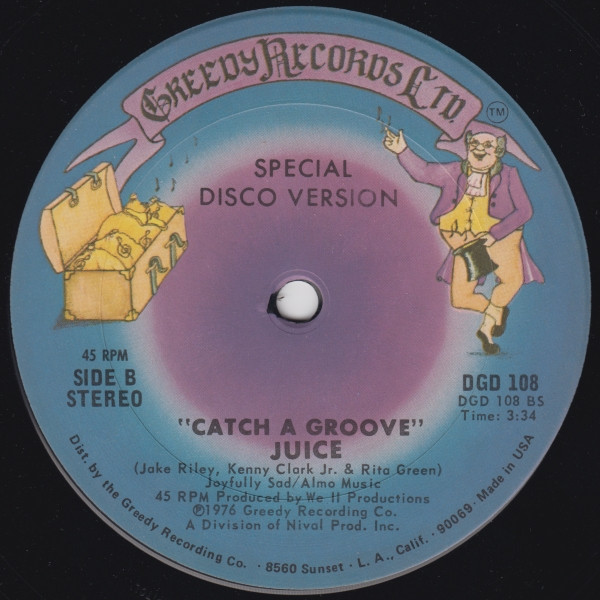 GREEDY RECORDS LTD.
TM
SPECIAL
DISCO VERSION
45 RPM
SIDE B
STEREO
DGD 108
DGD 108 BS
Time: 3:34
"CATCH A GROOVE"
JUICE
(Jake Riley, Kenny Clark Jr. & Rita Green)
Joyfully Sad/Almo Music
45 RPM Produced by We II Productions
Ⓟ1976 Greedy Recording Co.
A Division of Nival Prod. Inc.
Dist. by the Greedy Recording Co. · 8560 Sunset · L. A., Calif. · 90069 · Made in USA